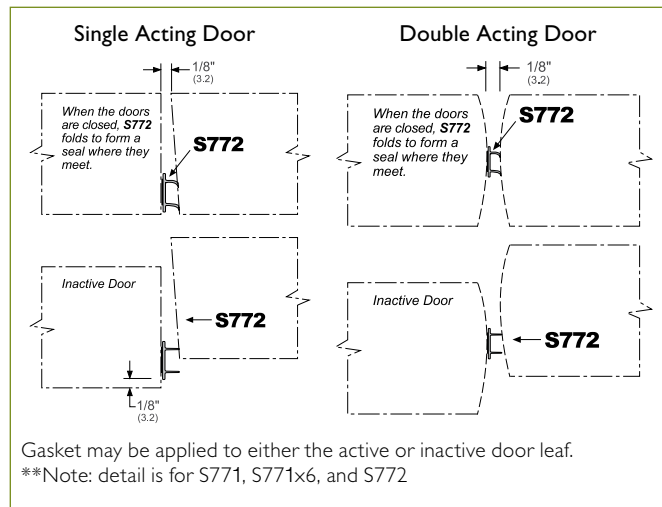 Single Acting Door
1/8"
(3.2)
When the doors
are closed, S772
folds to form a
seal where they
meet.
S772
Inactive Door
S772
1/8"
(3.2)
Double Acting Door
1/8"
(3.2)
When the doors
are closed, S772
folds to form a
seal where they
meet.
S772
Inactive Door
S772
Gasket may be applied to either the active or inactive door leaf.
**Note: detail is for S771, S771x6, and S772